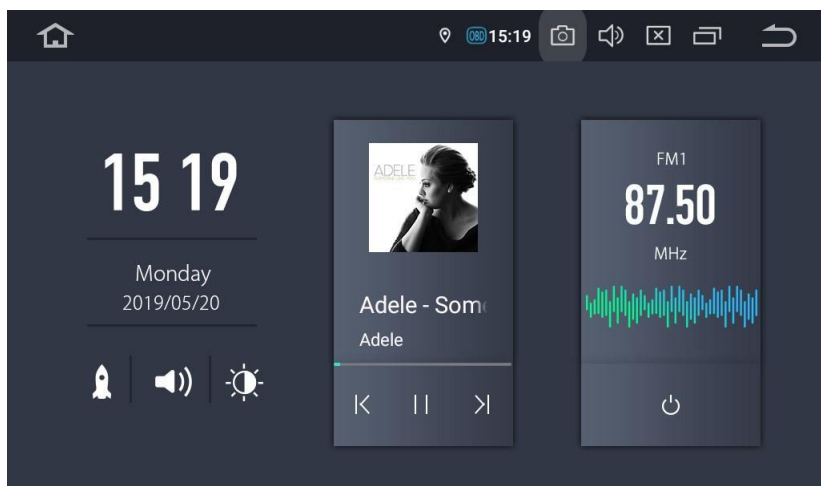 OBD 15:19
15 19
Monday
2019/05/20
ADELE
Adele - Som
Adele
FM1
87.50
MHz